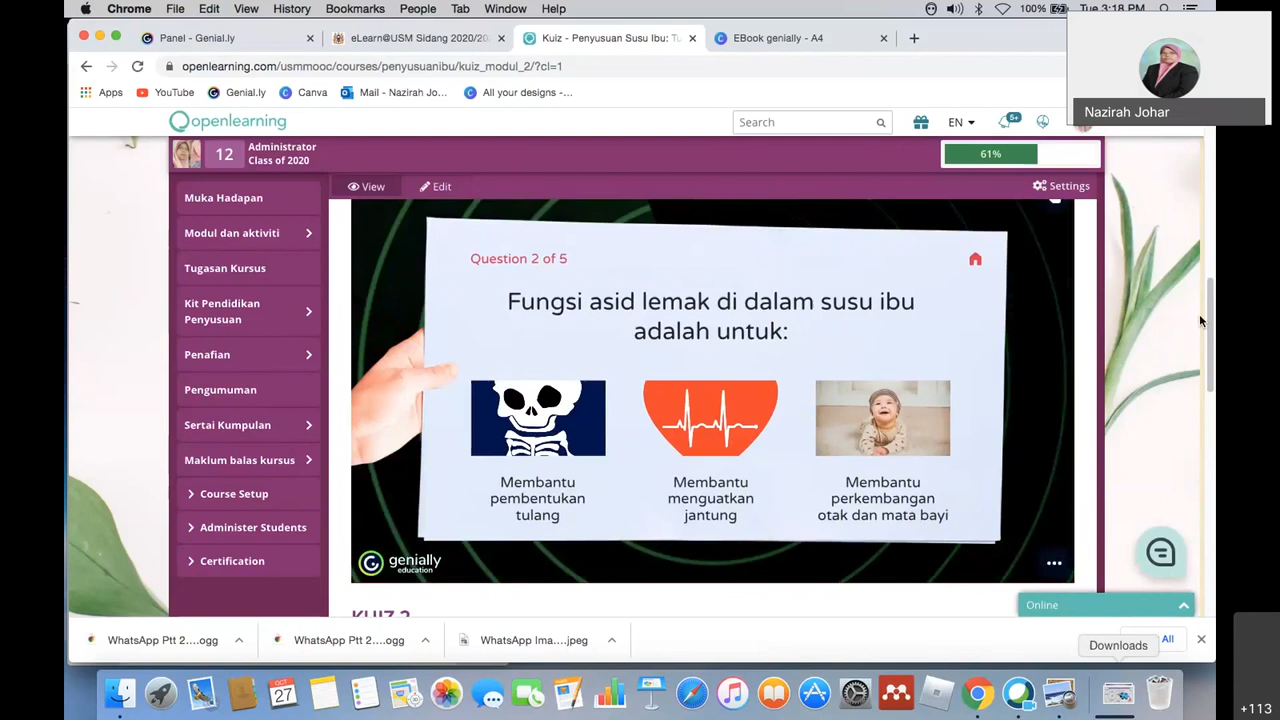 Chrome File Edit View History Bookmarks People Tab Window Help 100% Tue 3:18 PM
Panel - Genial.ly
eLearn@USM Sidang 2020/20
Kuiz - Penyusuan Susu Ibu: Tu
EBook genially - A4
openlearning.com/usmmooc/courses/penyusuanibu/kuiz_modul_2/?cl=1
Apps YouTube Genial.ly Canva Mail - Nazirah Jo... All your designs -...
Nazirah Johar
openlearning
Search
EN
5+
12
Administrator
Class of 2020
61%
View Edit Settings
Muka Hadapan
Modul dan aktiviti
Tugasan Kursus
Kit Pendidikan
Penyusuan
Penafian
Pengumuman
Sertai Kumpulan
Maklum balas kursus
Course Setup
Administer Students
Certification
Question 2 of 5
Fungsi asid lemak di dalam susu ibu
adalah untuk:
Membantu
pembentukan
tulang
Membantu
menguatkan
jantung
Membantu
perkembangan
otak dan mata bayi
genially
education
KUIZ 2
Online
WhatsApp Ptt 2....ogg
WhatsApp Ptt 2....ogg
WhatsApp Ima....jpeg
Downloads
All
OCT
27
+113